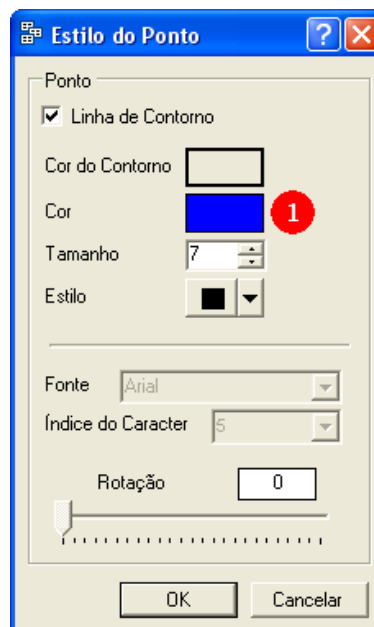 Estilo do Ponto
Ponto
Linha de Contorno
Cor do Contorno
Cor
1
Tamanho
7
Estilo
Fonte
Arial
Índice do Caracter
5
Rotação
0
OK
Cancelar